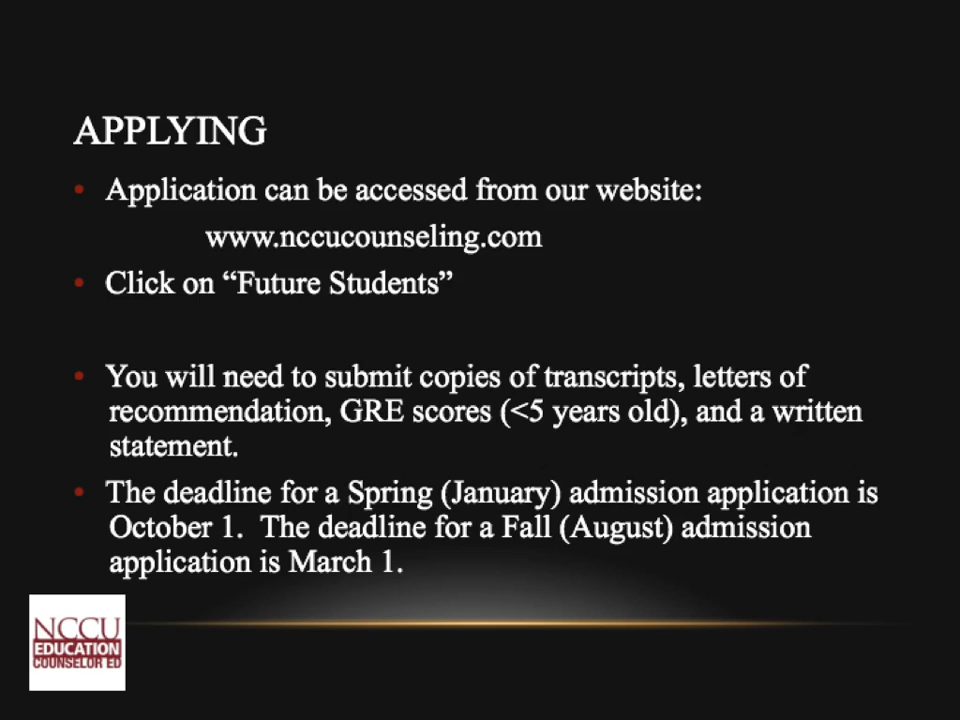 APPLYING
• Application can be accessed from our website:
www.nccucounseling.com
• Click on “Future Students”
• You will need to submit copies of transcripts, letters of
recommendation, GRE scores (<5 years old), and a written
statement.
• The deadline for a Spring (January) admission application is
October 1.  The deadline for a Fall (August) admission
application is March 1.
NCCU
EDUCATION
COUNSELOR ED